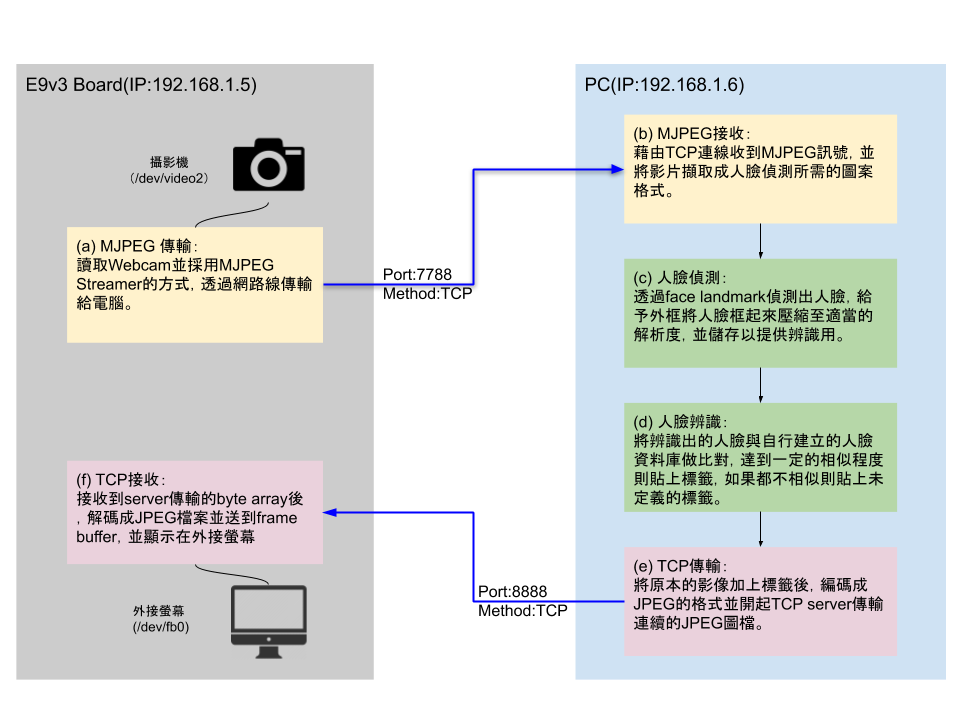 E9v3 Board(IP:192.168.1.5)
攝影機
(/dev/video2)
(a) MJPEG 傳輸：
讀取Webcam並採用MJPEG
Streamer的方式，透過網路線傳輸
給電腦。
Port:7788
Method:TCP
PC(IP:192.168.1.6)
(b) MJPEG接收：
藉由TCP連線收到MJPEG訊號，並
將影片擷取成人臉偵測所需的圖案
格式。
(c) 人臉偵測：
透過face landmark偵測出人臉，給
予外框將人臉框起來壓縮至適當的
解析度，並儲存以提供辨識用。
(d) 人臉辨識：
將辨識出的人臉與自行建立的人臉
資料庫做比對，達到一定的相似程度
則貼上標籤，如果都不相似則貼上未
定義的標籤。
(e) TCP傳輸：
將原本的影像加上標籤後，編碼成
JPEG的格式並開起TCP server傳輸
連續的JPEG圖檔。
Port:8888
Method:TCP
(f) TCP接收：
接收到server傳輸的byte array後
，解碼成JPEG檔案並送到frame
buffer，並顯示在外接螢幕
外接螢幕
(/dev/fb0)